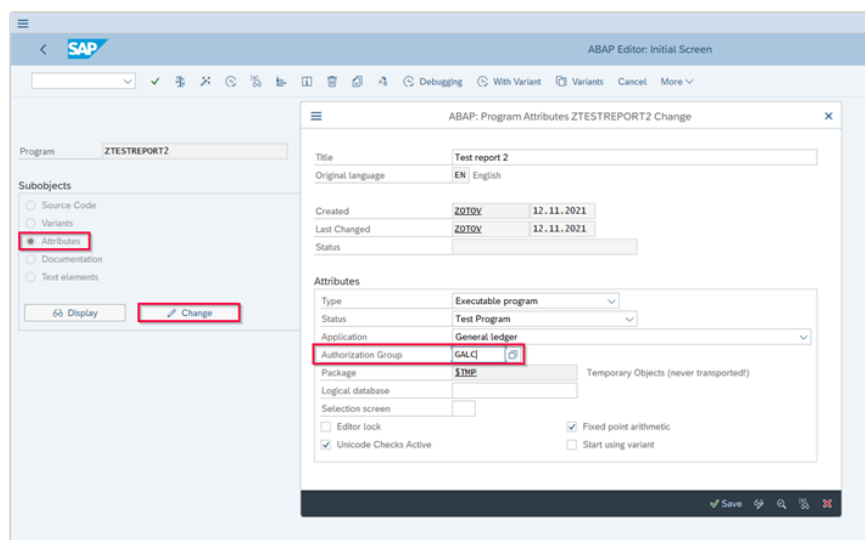 SAP
ABAP Editor: Initial Screen
Debugging With Variant Variants Cancel More
Program ZTESTREPORT2
Subobjects
Source Code
Variants
Attributes
Documentation
Text elements
Display Change
ABAP: Program Attributes ZTESTREPORT2 Change
Title Test report 2
Original language EN English
Created ZOTOV 12.11.2021
Last Changed ZOTOV 12.11.2021
Status
Attributes
Type Executable program
Status Test Program
Application General ledger
Authorization Group GALC
Package $TMP Temporary Objects (never transported!)
Logical database
Selection screen
Editor lock Fixed point arithmetic
Unicode Checks Active Start using variant
Save